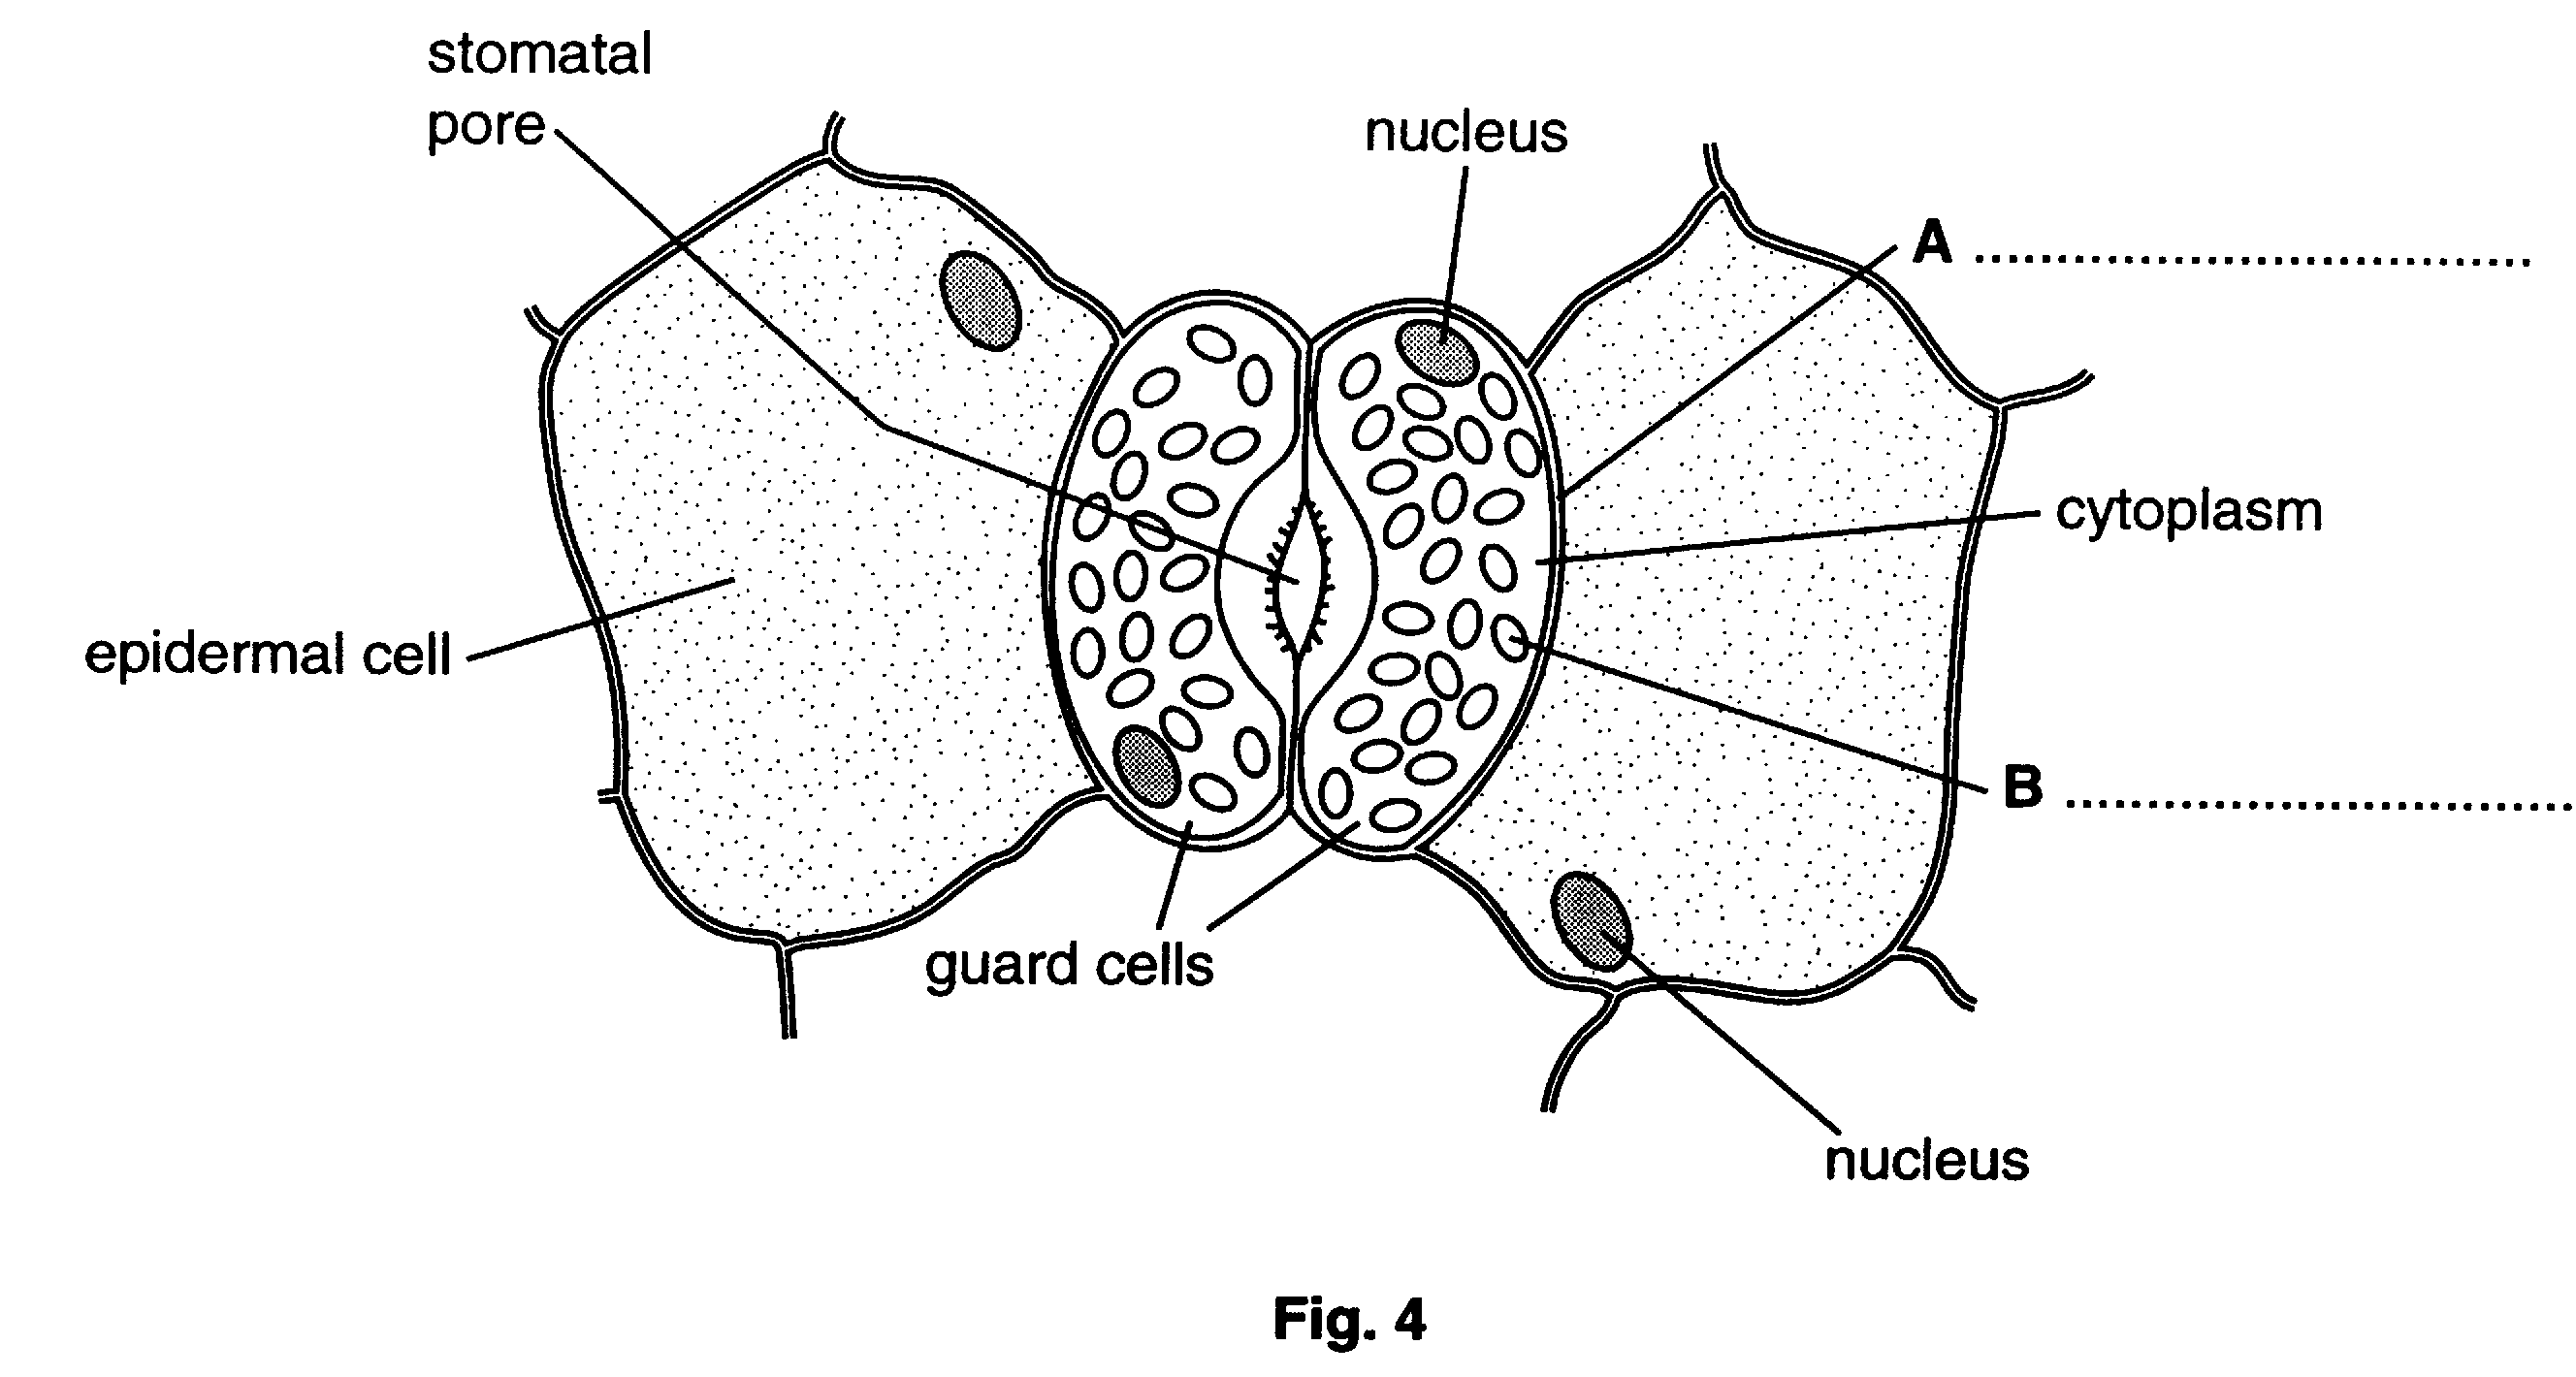 stomatal
pore
nucleus
A ..................................
cytoplasm
epidermal cell
B ...............................
guard cells
nucleus
Fig. 4